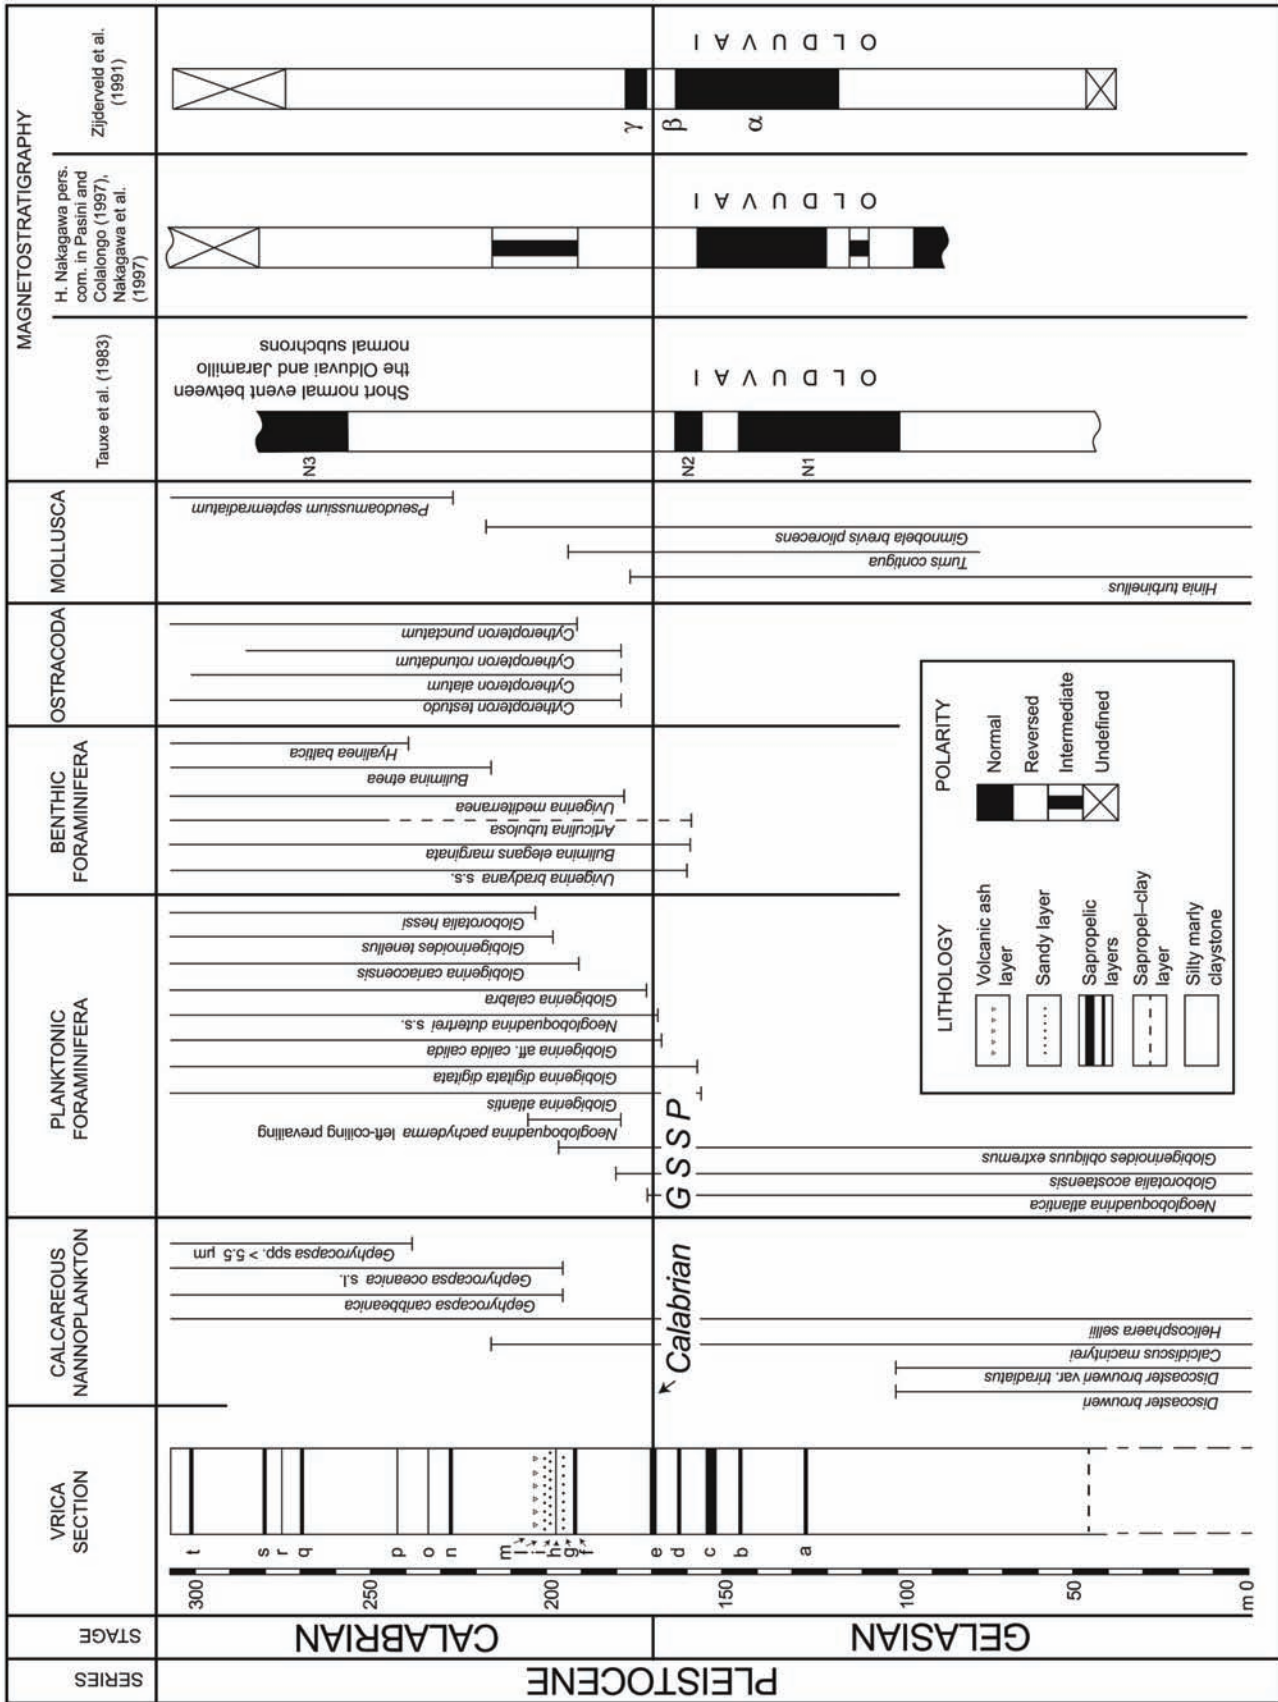 SERIES
STAGE
VRICA
SECTION
CALCAREOUS
NANNOPLANKTON
PLANKTONIC
FORAMINIFERA
BENTHIC
FORAMINIFERA
OSTRACODA
MOLLUSCA
MAGNETOSTRATIGRAPHY
Tauxe et al. (1983)
H. Nakagawa pers.
com. in Pasini and
Colalongo (1997),
Nakagawa et al.
(1997)
Zijderveld et al.
(1991)
PLEISTOCENE
CALABRIAN
GELASIAN
300
250
200
150
100
50
m 0
t
s
r
q
p
o
n
m
l
i
h
g
f
e
d
c
b
a
Gephyrocapsa spp. > 5.5 µm
Gephyrocapsa oceanica s.l.
Gephyrocapsa caribbeanica
Helicosphaera sellii
Calcidiscus macintyrei
Discoaster brouweri var. triradiatus
Discoaster brouweri
Calabrian
GSSP
Globorotalia hessi
Globigerinoides tenellus
Globigerina cariacoensis
Globigerina calabra
Neogloboquadrina dutertrei s.s.
Globigerina aff. calida calida
Globigerina digitata digitata
Globigerina atlantis
Neogloboquadrina pachyderma left-coiling prevailing
Globigerinoides obliquus extremus
Globorotalia acostaensis
Neogloboquadrina atlantica
Hyalinea baltica
Bulimina etnea
Uvigerina mediterranea
Articulina tubulosa
Bulimina elegans marginata
Uvigerina bradyana s.s.
Cytheropteron punctatum
Cytheropteron rotundatum
Cytheropteron alatum
Cytheropteron testudo
Pseudoamussium septemradiatum
Gimnobela brevis pliorecens
Turris contigua
Hinia turbinellus
Short normal event between
the Olduvai and Jaramillo
normal subchrons
N3
N2
N1
OLDUVAI
OLDUVAI
γ
β
α
OLDUVAI
LITHOLOGY
Volcanic ash
layer
Sandy layer
Sapropelic
layers
Sapropel–clay
layer
Silty marly
claystone
POLARITY
Normal
Reversed
Intermediate
Undefined